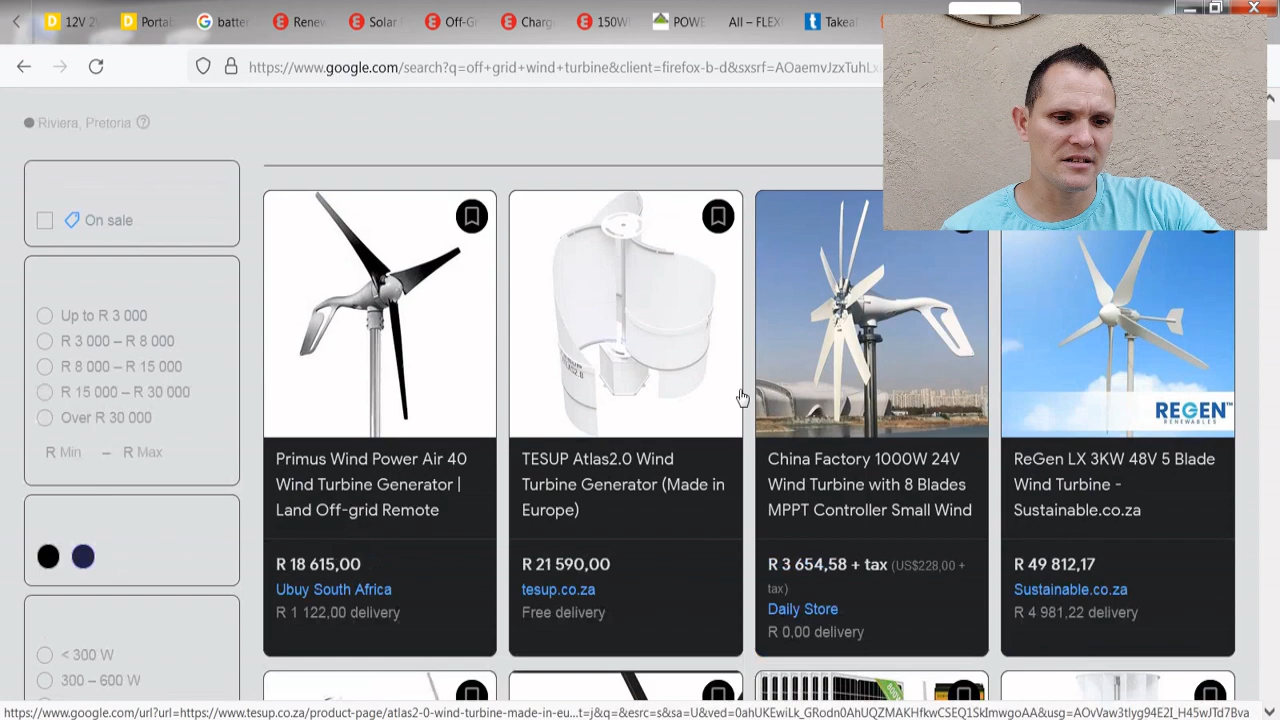 12V 2
Porta
batte
Renew
Solar
Off-G
Charg
150W
POWE
All – FLEX
Takeal
https://www.google.com/search?q=off+grid+wind+turbine&client=firefox-b-d&sxsrf=AOaemvJzxTuhL
Riviera, Pretoria
On sale
Up to R 3 000
R 3 000 – R 8 000
R 8 000 – R 15 000
R 15 000 – R 30 000
Over R 30 000
R Min – R Max
< 300 W
300 – 600 W
TESUP ATLAS2.0
REGEN™
RENEWABLES
Primus Wind Power Air 40
Wind Turbine Generator |
Land Off-grid Remote
R 18 615,00
Ubuy South Africa
R 1 122,00 delivery
TESUP Atlas2.0 Wind
Turbine Generator (Made in
Europe)
R 21 590,00
tesup.co.za
Free delivery
China Factory 1000W 24V
Wind Turbine with 8 Blades
MPPT Controller Small Wind
R 3 654,58 + tax (US$228,00 +
tax)
Daily Store
R 0,00 delivery
ReGen LX 3KW 48V 5 Blade
Wind Turbine -
Sustainable.co.za
R 49 812,17
Sustainable.co.za
R 4 981,22 delivery
https://www.google.com/url?url=https://www.tesup.co.za/product-page/atlas2-0-wind-turbine-made-in-eu...t=j&q=&esrc=s&sa=U&ved=0ahUKEwiLk_GRodn0AhUQZMAKHfkwCSEQ1SkImwgoAA&usg=AOvVaw3tlyg94E2I_H45wJTd7Bva